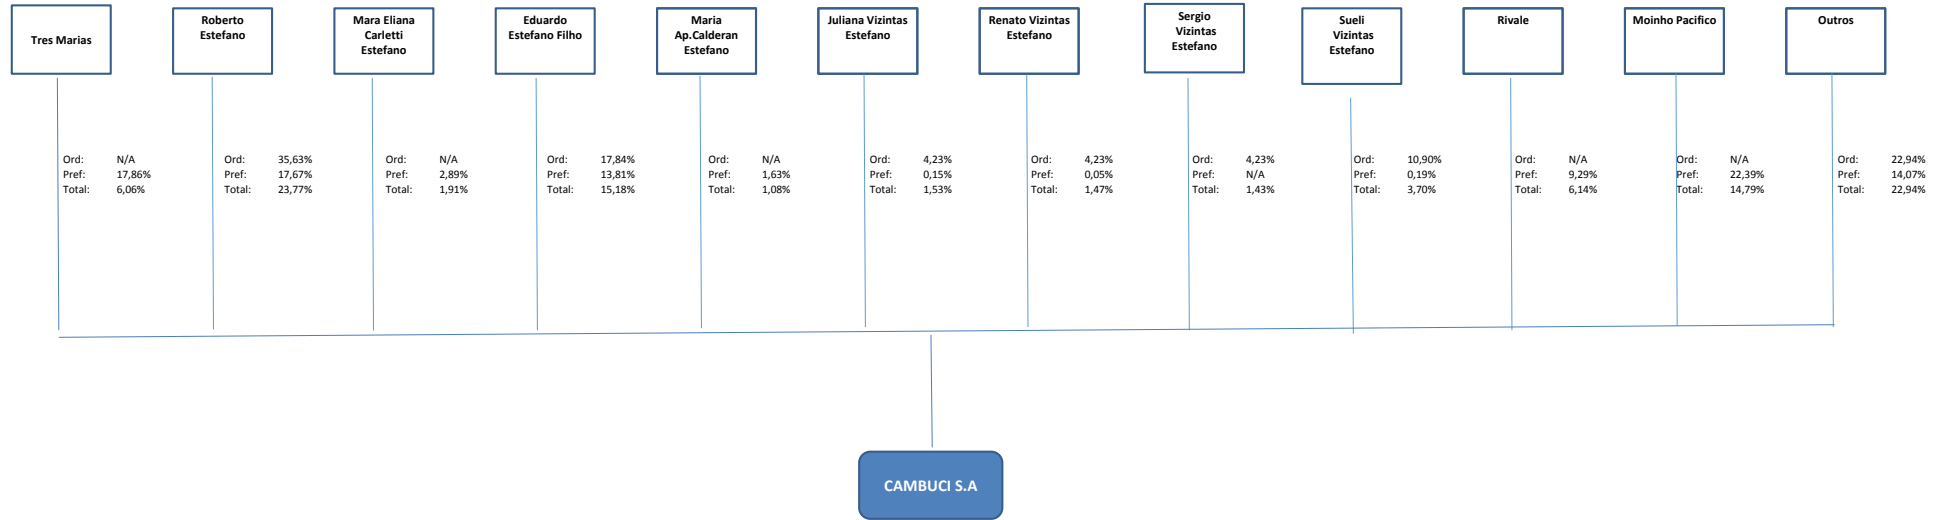 Tres Marias
Roberto
Estefano
Mara Eliana
Carletti
Estefano
Eduardo
Estefano Filho
Maria
Ap.Calderan
Estefano
Juliana Vizintas
Estefano
Renato Vizintas
Estefano
Sergio
Vizintas
Estefano
Sueli
Vizintas
Estefano
Rivale
Moinho Pacifico
Outros
Ord: N/A
Pref: 17,86%
Total: 6,06%
Ord: 35,63%
Pref: 17,67%
Total: 23,77%
Ord: N/A
Pref: 2,89%
Total: 1,91%
Ord: 17,84%
Pref: 13,81%
Total: 15,18%
Ord: N/A
Pref: 1,63%
Total: 1,08%
Ord: 4,23%
Pref: 0,15%
Total: 1,53%
Ord: 4,23%
Pref: 0,05%
Total: 1,47%
Ord: 4,23%
Pref: N/A
Total: 1,43%
Ord: 10,90%
Pref: 0,19%
Total: 3,70%
Ord: N/A
Pref: 9,29%
Total: 6,14%
Ord: N/A
Pref: 22,39%
Total: 14,79%
Ord: 22,94%
Pref: 14,07%
Total: 22,94%
CAMBUCI S.A